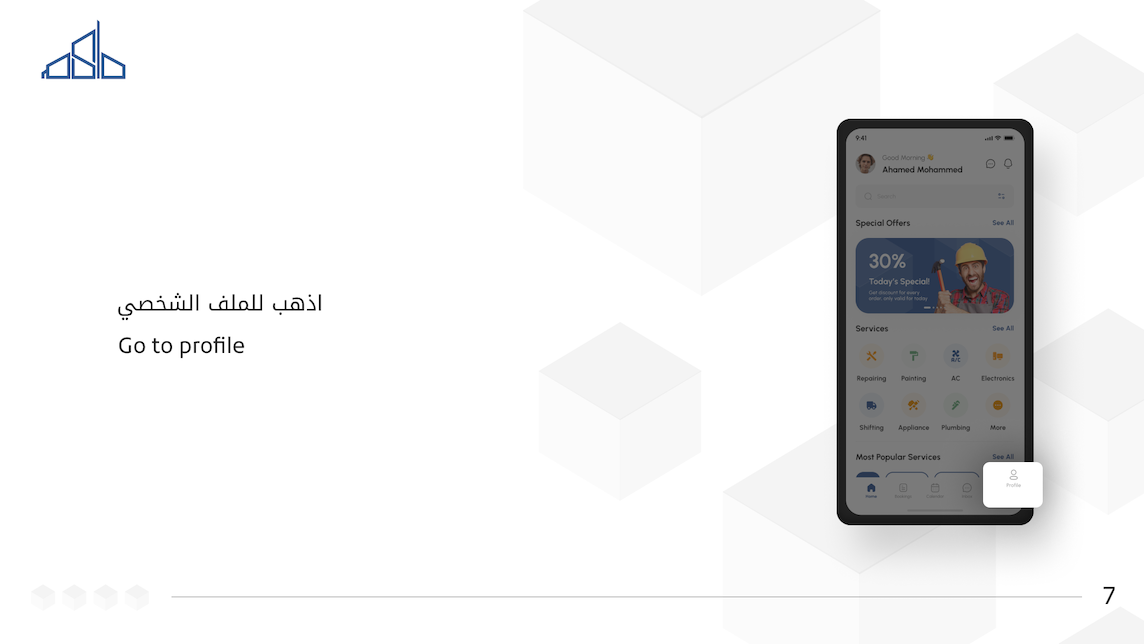 اذهب للملف الشخصي
Go to profile
9:41
Good Morning 👋
Ahamed Mohammed
Search
Special Offers See All
30%
Today's Special!
Get discount for every
order, only valid for today
Services See All
A/C
Repairing Painting AC Electronics
Shifting Appliance Plumbing More
Most Popular Services See All
Home Bookings Calendar Inbox Profile
7